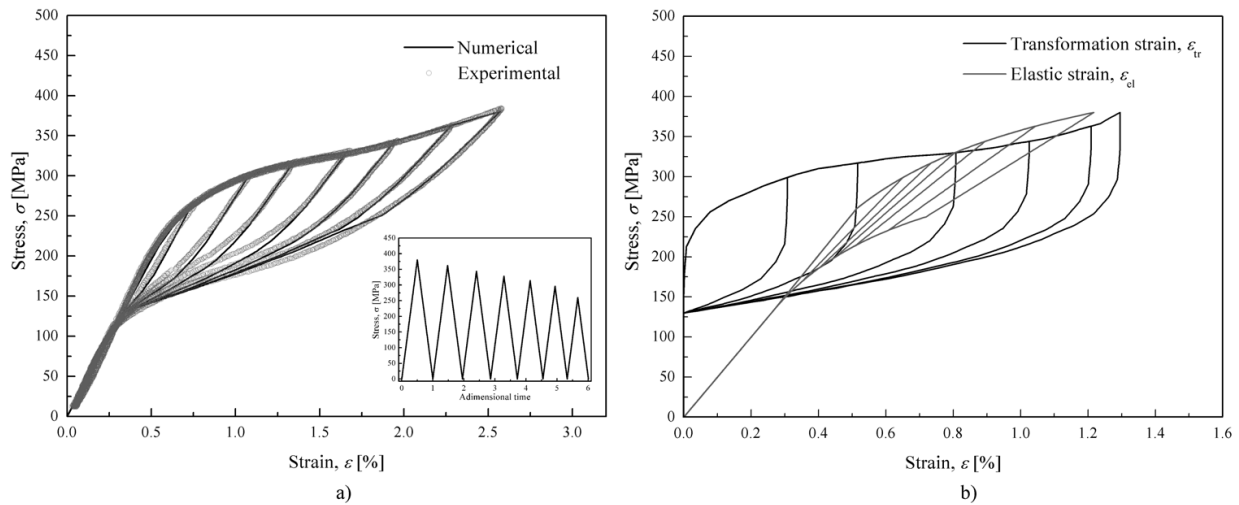 500
450
400
350
300
250
200
150
100
50
0
Stress, σ [MPa]
Numerical
Experimental
450
400
350
300
250
200
150
100
50
0
Stress, σ [MPa]
0 1 2 3 4 5 6
Adimensional time
0.0 0.5 1.0 1.5 2.0 2.5 3.0
Strain, ε [%]
a)
500
450
400
350
300
250
200
150
100
50
0
Stress, σ [MPa]
Transformation strain, εtr
Elastic strain, εel
0.0 0.2 0.4 0.6 0.8 1.0 1.2 1.4 1.6
Strain, ε [%]
b)